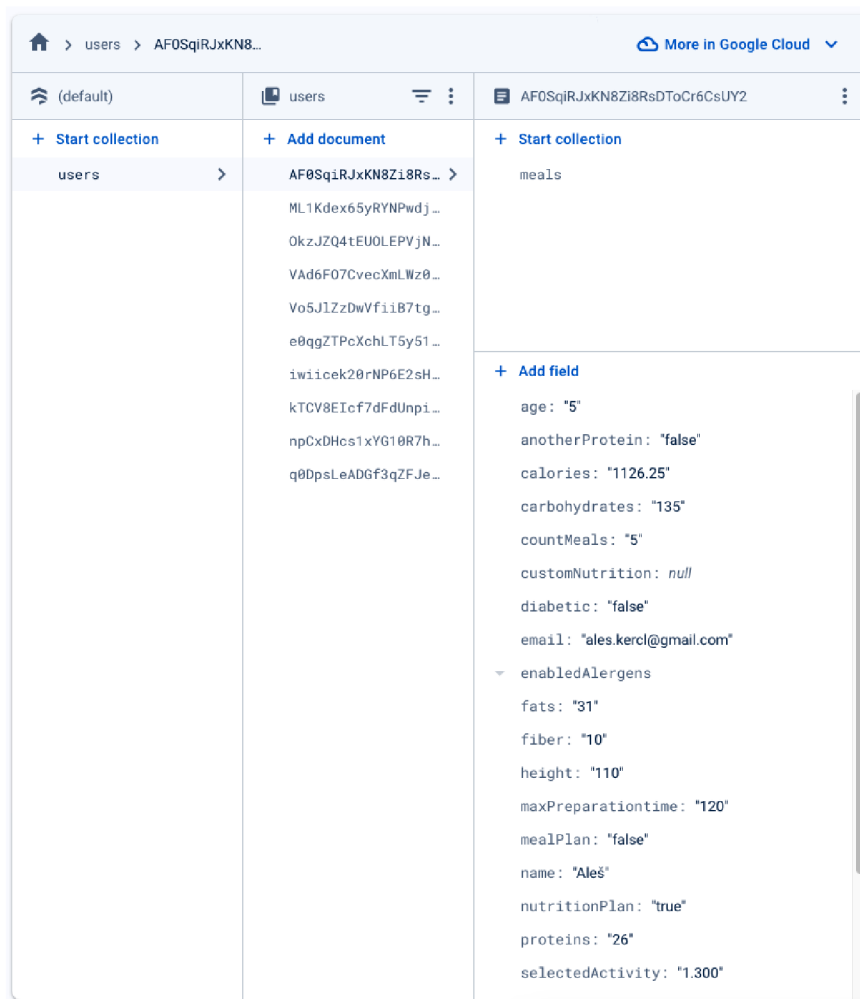 users > AF0SqiRJxKN8... More in Google Cloud
(default)
+ Start collection
users
users
+ Add document
AF0SqiRJxKN8Zi8Rs…
ML1Kdex65yRYNPwdj…
OkzJZQ4tEUOLEPVjN…
VAd6FO7CvecXmLWz0…
Vo5JlZzDwVfiiB7tg…
e0qgZTPcXchLT5y51…
iwiicek20rNP6E2sH…
kTCV8EIcf7dFdUnpi…
npCxDHcs1xYG10R7h…
q0DpsLeADGf3qZFJe…
AF0SqiRJxKN8Zi8RsDToCr6CsUY2
+ Start collection
meals
+ Add field
age: "5"
anotherProtein: "false"
calories: "1126.25"
carbohydrates: "135"
countMeals: "5"
customNutrition: null
diabetic: "false"
email: "ales.kercl@gmail.com"
enabledAlergens
fats: "31"
fiber: "10"
height: "110"
maxPreparationtime: "120"
mealPlan: "false"
name: "Aleš"
nutritionPlan: "true"
proteins: "26"
selectedActivity: "1.300"